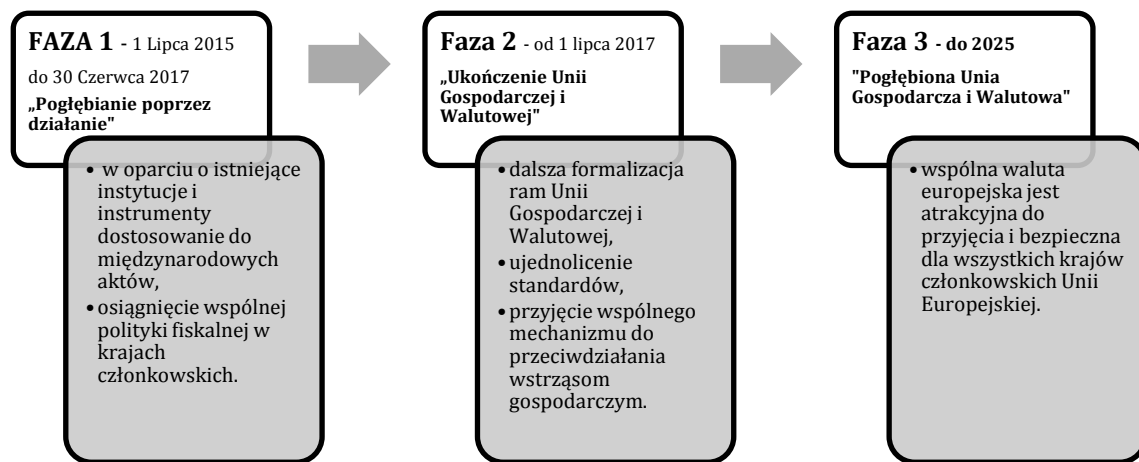 FAZA 1 - 1 Lipca 2015
do 30 Czerwca 2017
„Pogłębianie poprzez
działanie"
• w oparciu o istniejące
instytucje i
instrumenty
dostosowanie do
międzynarodowych
aktów,
• osiągnięcie wspólnej
polityki fiskalnej w
krajach
członkowskich.
Faza 2 - od 1 lipca 2017
„Ukończenie Unii
Gospodarczej i
Walutowej"
• dalsza formalizacja
ram Unii
Gospodarczej i
Walutowej,
• ujednolicenie
standardów,
• przyjęcie wspólnego
mechanizmu do
przeciwdziałania
wstrząsom
gospodarczym.
Faza 3 - do 2025
"Pogłębiona Unia
Gospodarcza i Walutowa"
• wspólna waluta
europejska jest
atrakcyjna do
przyjęcia i bezpieczna
dla wszystkich krajów
członkowskich Unii
Europejskiej.